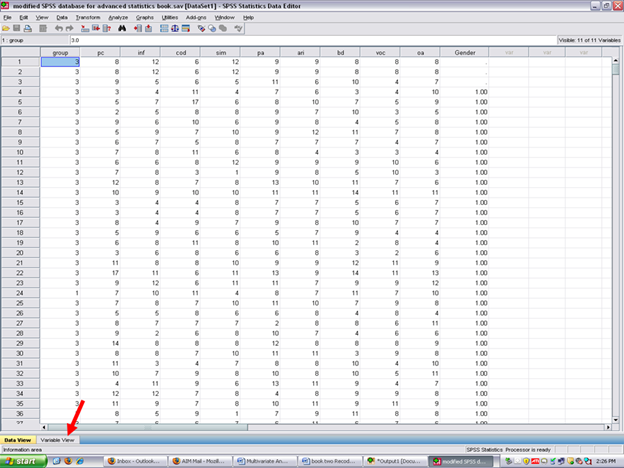 modified SPSS database for advanced statistics book.sav [DataSet1] - SPSS Statistics Data Editor
File Edit View Data Transform Analyze Graphs Utilities Add-ons Window Help
1 : group 3.0 Visible: 11 of 11 Variables
group pc inf cod sim pa ari bd voc oa Gender var var var
1 3 8 12 6 12 9 9 8 8 8 .
2 3 8 12 6 12 9 9 8 8 8 .
3 3 9 5 6 5 11 6 10 4 7 .
4 3 3 4 11 4 7 6 3 4 10 1.00
5 3 5 7 17 6 8 10 7 5 9 1.00
6 3 2 5 8 8 9 7 10 3 5 1.00
7 3 9 6 10 6 9 8 4 5 8 1.00
8 3 5 9 7 10 9 12 11 7 8 1.00
9 3 6 7 5 8 7 7 7 4 7 1.00
10 3 7 8 11 6 8 4 3 3 4 1.00
11 3 6 6 8 12 9 9 9 10 6 1.00
12 3 7 8 3 1 9 8 5 10 3 1.00
13 3 12 8 7 8 13 10 11 7 6 1.00
14 3 10 9 10 10 11 11 14 11 11 1.00
15 3 3 4 4 8 7 7 5 6 7 1.00
16 3 3 4 4 8 7 7 5 6 7 1.00
17 3 8 4 9 7 9 8 10 7 7 1.00
18 3 5 9 6 6 5 7 9 4 4 1.00
19 3 6 8 11 8 10 11 2 8 4 1.00
20 3 3 6 8 6 6 8 3 2 6 1.00
21 3 11 8 8 10 9 9 12 11 9 1.00
22 3 17 11 6 11 13 9 14 11 13 1.00
23 3 9 12 6 11 11 7 9 9 12 1.00
24 1 7 10 11 4 8 7 11 7 10 1.00
25 3 7 8 7 10 11 10 7 9 8 1.00
26 3 5 5 8 6 6 8 4 8 4 1.00
27 3 8 7 7 7 2 8 8 6 11 1.00
28 3 9 2 6 8 10 7 4 6 6 1.00
29 3 14 8 8 8 12 8 8 8 9 1.00
30 3 8 8 7 10 11 11 3 9 8 1.00
31 3 11 3 4 7 8 8 10 4 10 1.00
32 3 10 7 9 8 10 8 10 5 11 1.00
33 3 4 11 9 6 13 11 9 4 7 1.00
34 3 12 12 7 8 4 8 9 9 8 1.00
35 3 11 9 7 8 10 11 9 11 9 1.00
36 3 8 5 9 1 7 9 11 8 8 1.00
Data View Variable View
Information area SPSS Statistics Processor is ready
start Inbox - Outlook... AIM Mail - Mozill... Multivariate An... book two Recod... *Output1 [Docu... modified SPSS d... 2:26 PM